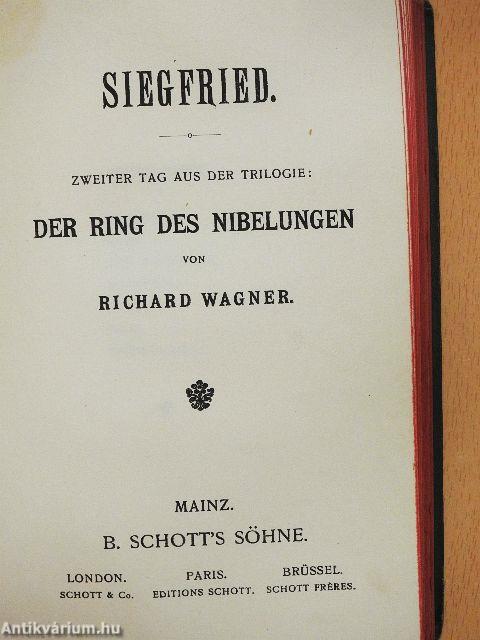 SIEGFRIED.
ZWEITER TAG AUS DER TRILOGIE:
DER RING DES NIBELUNGEN
VON
RICHARD WAGNER.
MAINZ.
B. SCHOTT'S SÖHNE.
LONDON. PARIS. BRÜSSEL.
SCHOTT & Co. EDITIONS SCHOTT. SCHOTT FRÈRES.
Antikvárium.hu